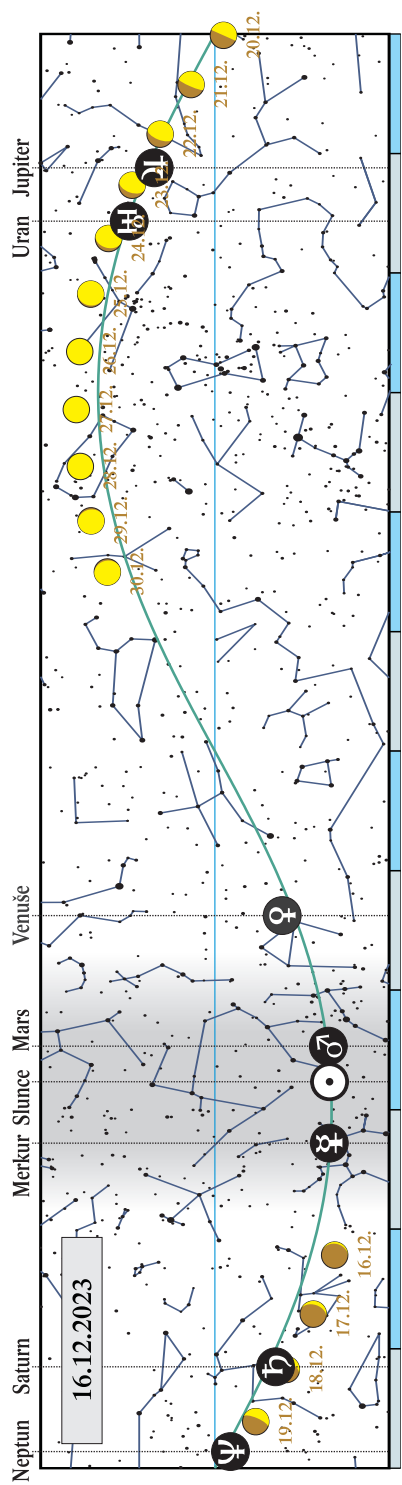 Neptun
Saturn
Merkur
Slunce
Mars
Venuše
Uran
Jupiter
16.12.2023
19.12.
18.12.
17.12.
16.12.
30.12.
29.12.
28.12.
27.12.
26.12.
25.12.
24.12.
23.12.
22.12.
21.12.
20.12.